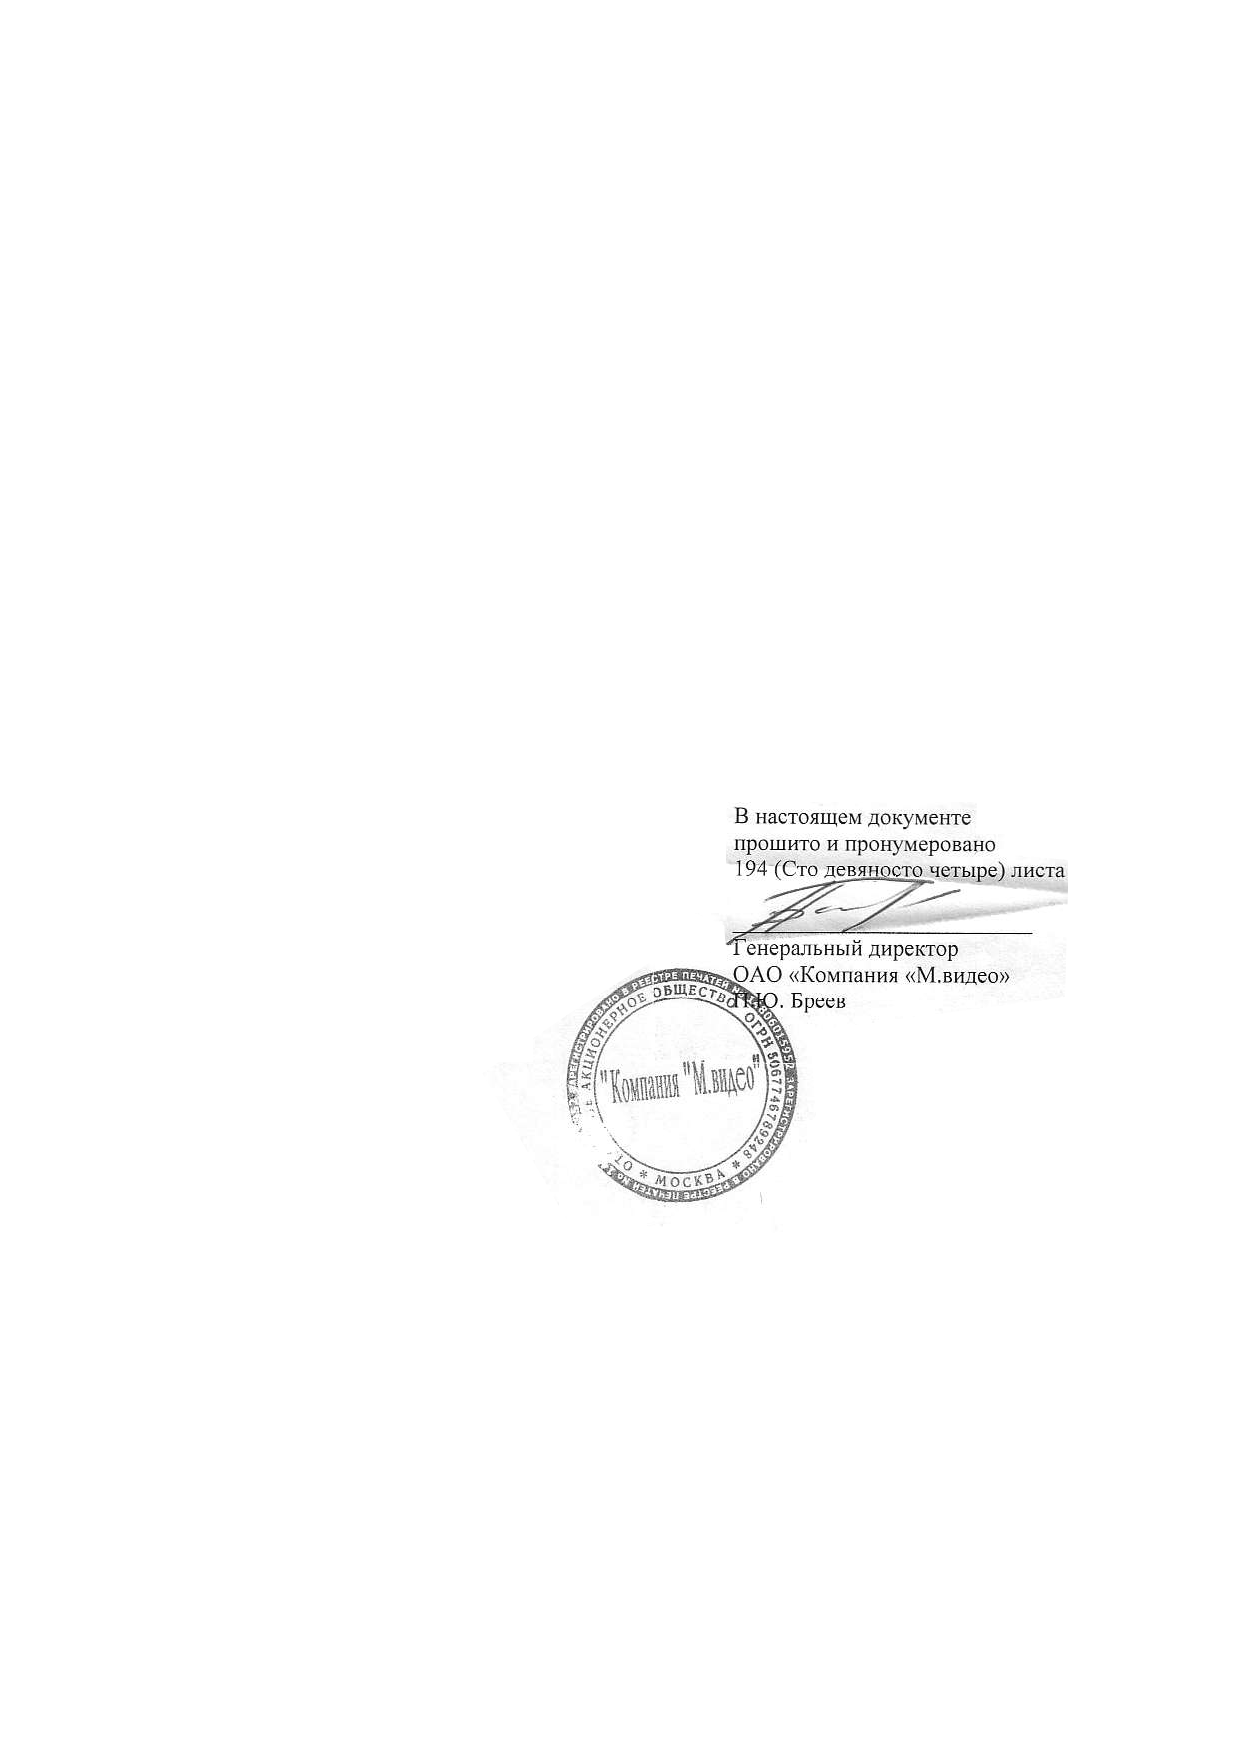 В настоящем документе
прошито и пронумеровано
194 (Сто девяносто четыре) листа
Генеральный директор
ОАО «Компания «М.видео»
П.Ю. Бреев
АКЦИОНЕРНОЕ ОБЩЕСТВО ОГРН 5067746789248 * МОСКВА *
"Компания "М.видео"